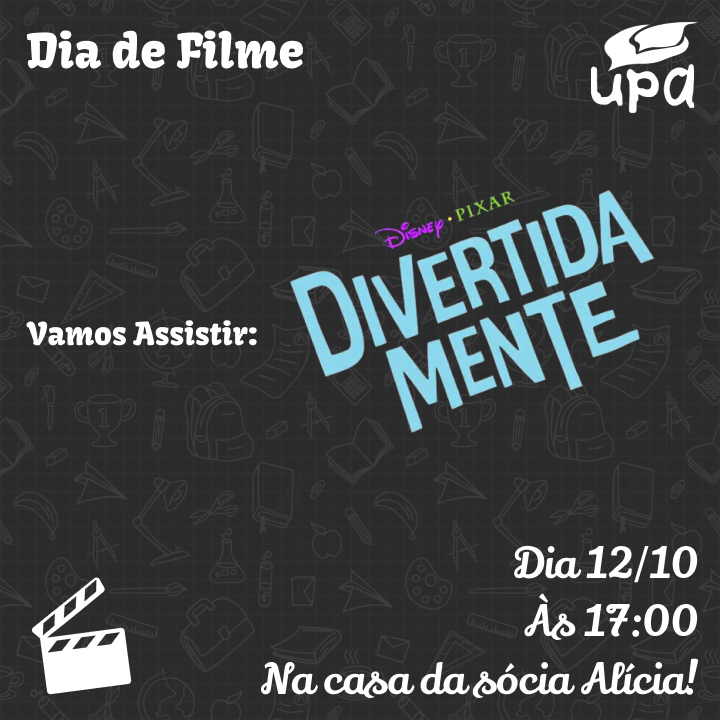 Dia de Filme
upa
Disney · PIXAR
DIVERTIDA
MENTE
Vamos Assistir:
Dia 12/10
Às 17:00
Na casa da sócia Alícia!